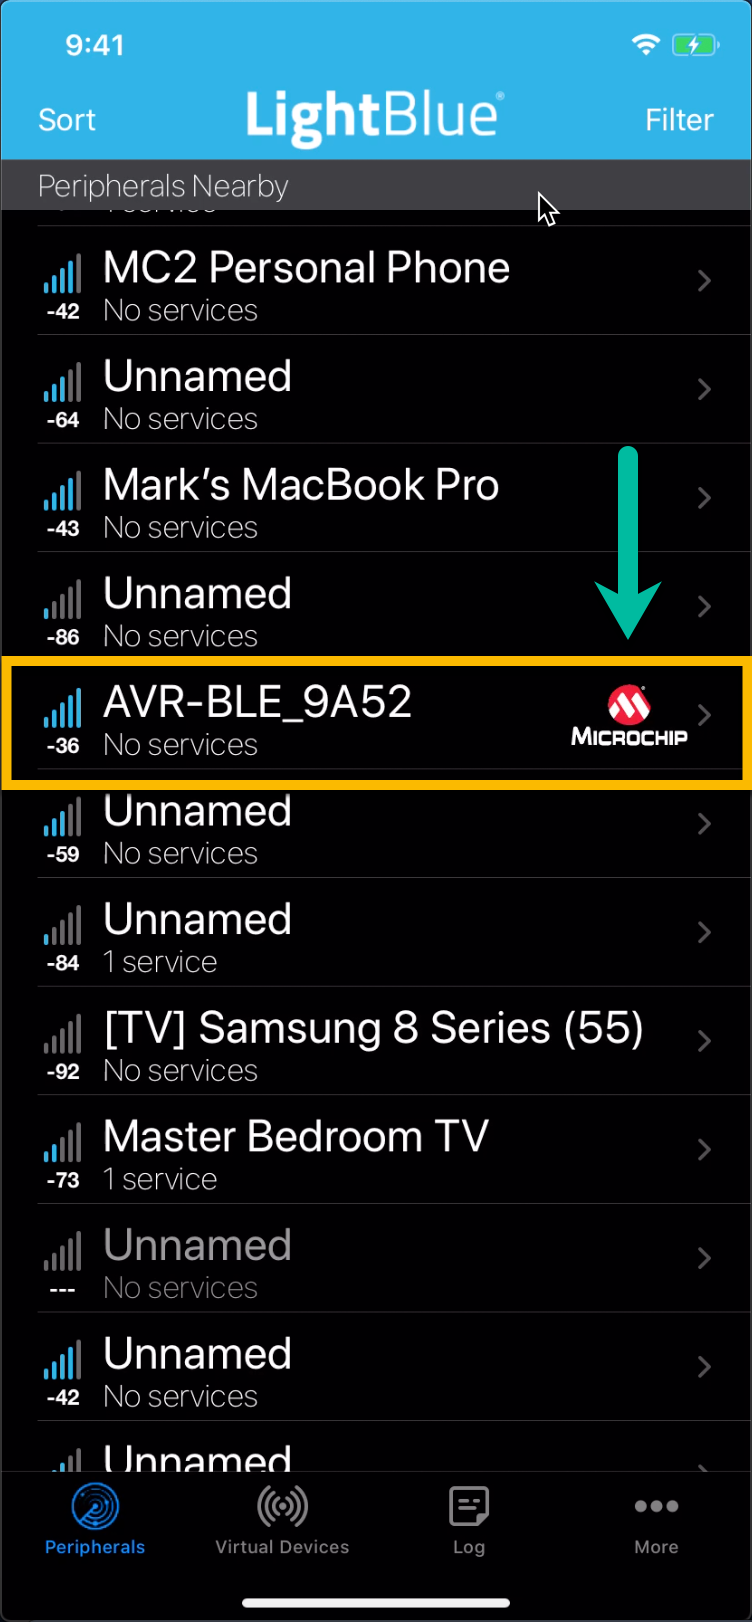 9:41
Sort
LightBlue®
Filter
Peripherals Nearby
1 service
MC2 Personal Phone
-42
No services
Unnamed
-64
No services
Mark’s MacBook Pro
-43
No services
Unnamed
-86
No services
AVR-BLE_9A52
-36
No services
MICROCHIP
Unnamed
-59
No services
Unnamed
-84
1 service
[TV] Samsung 8 Series (55)
-92
No services
Master Bedroom TV
-73
1 service
Unnamed
---
No services
Unnamed
-42
No services
Unnamed
Peripherals
Virtual Devices
Log
More